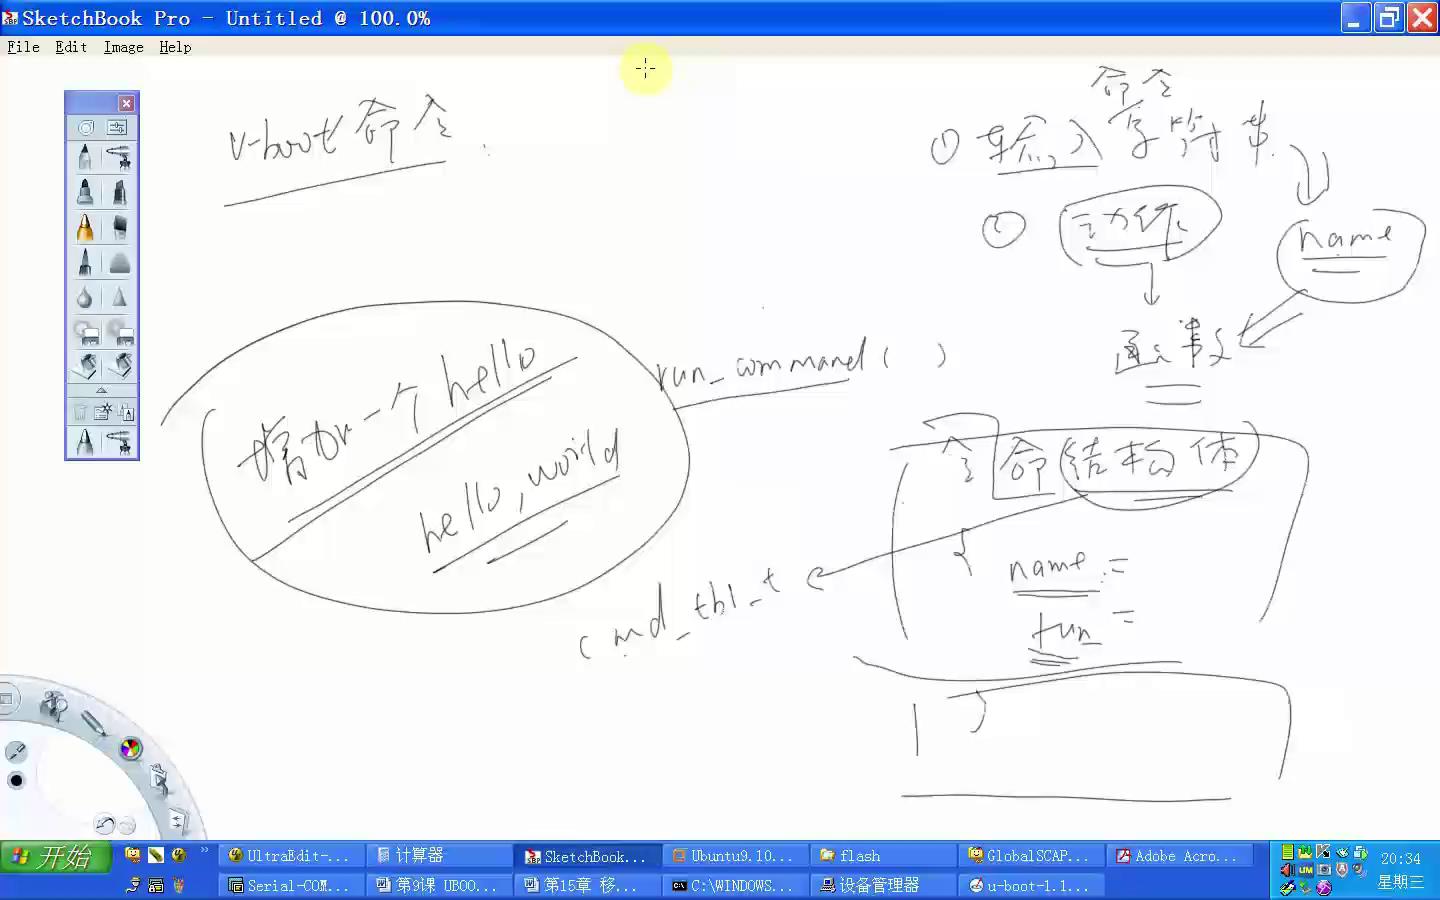 SketchBook Pro - Untitled @ 100.0%
File Edit Image Help
u-boot命令
命令
① 输入字符串
② 动作
name
函数
增加一个hello
hello,world
run_command( )
令 命 结构体
{
name =
fun =
}
cmd_tbl_t
开始
UltraEdit-...
计算器
SketchBook...
Ubuntu9.10...
flash
GlobalSCAP...
Adobe Acro...
Serial-COM...
第9课 UBOO...
第15章 移...
C:\WINDOWS...
设备管理器
u-boot-1.1...
20:34
星期三